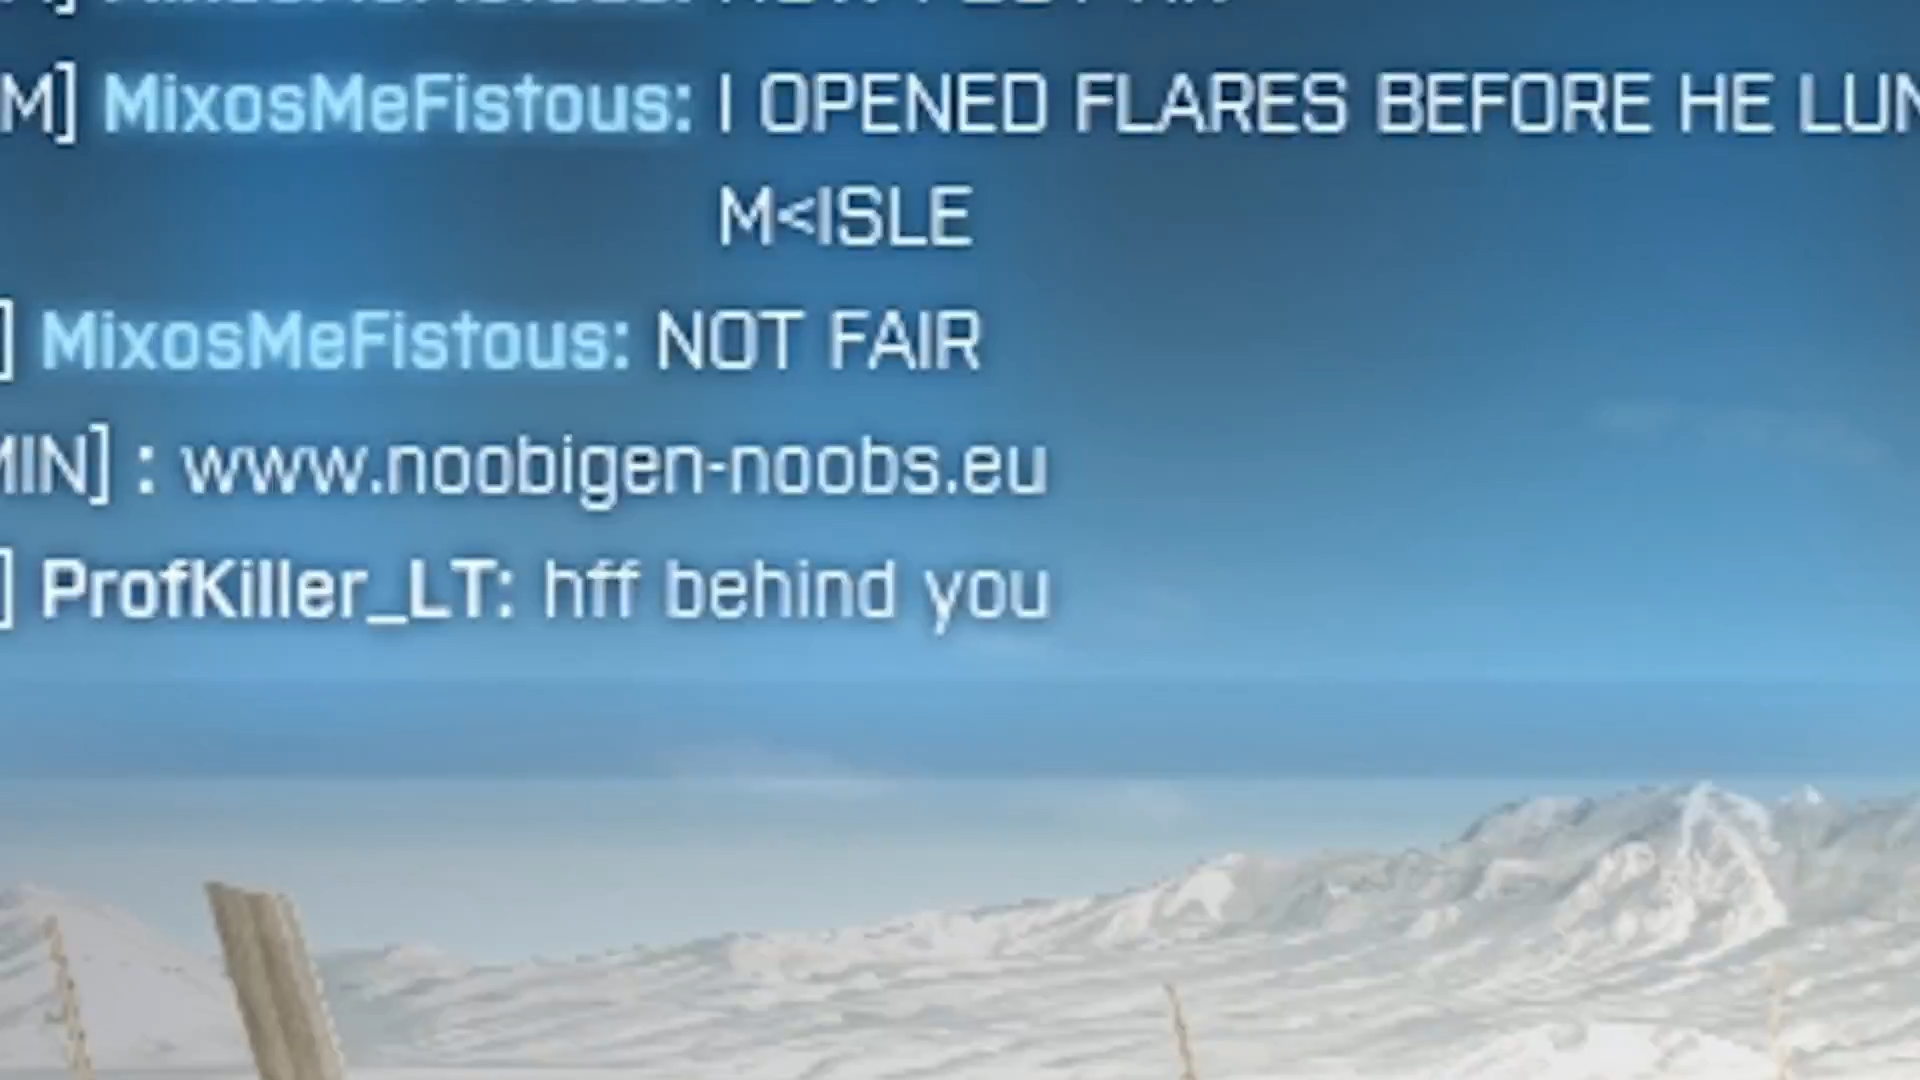 M] MixosMeFistous: I OPENED FLARES BEFORE HE LUN
M<ISLE
] MixosMeFistous: NOT FAIR
MIN] : www.noobigen-noobs.eu
] ProfKiller_LT: hff behind you